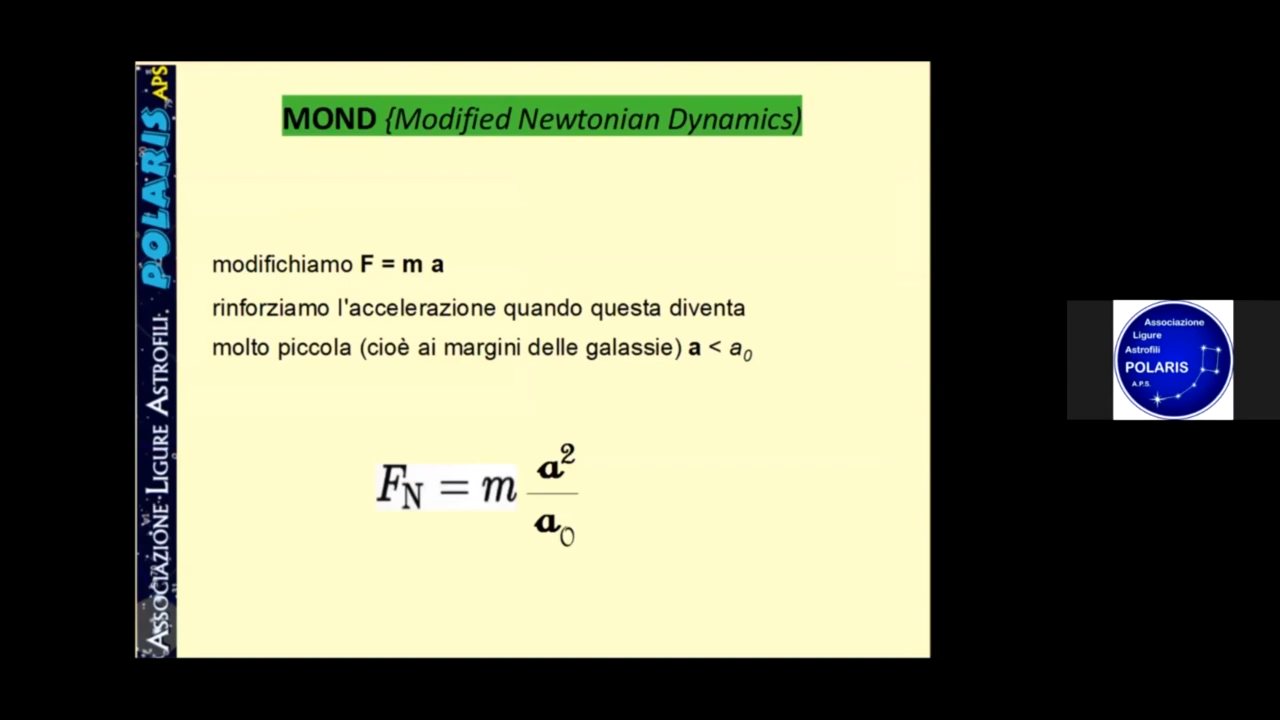 MOND {Modified Newtonian Dynamics)
modifichiamo F = m a
rinforziamo l'accelerazione quando questa diventa
molto piccola (cioè ai margini delle galassie) a < a₀
F_N = m a² / a₀
ASSOCIAZIONE LIGURE ASTROFILI POLARIS APS
Associazione
Ligure
Astrofili
POLARIS
A.P.S.